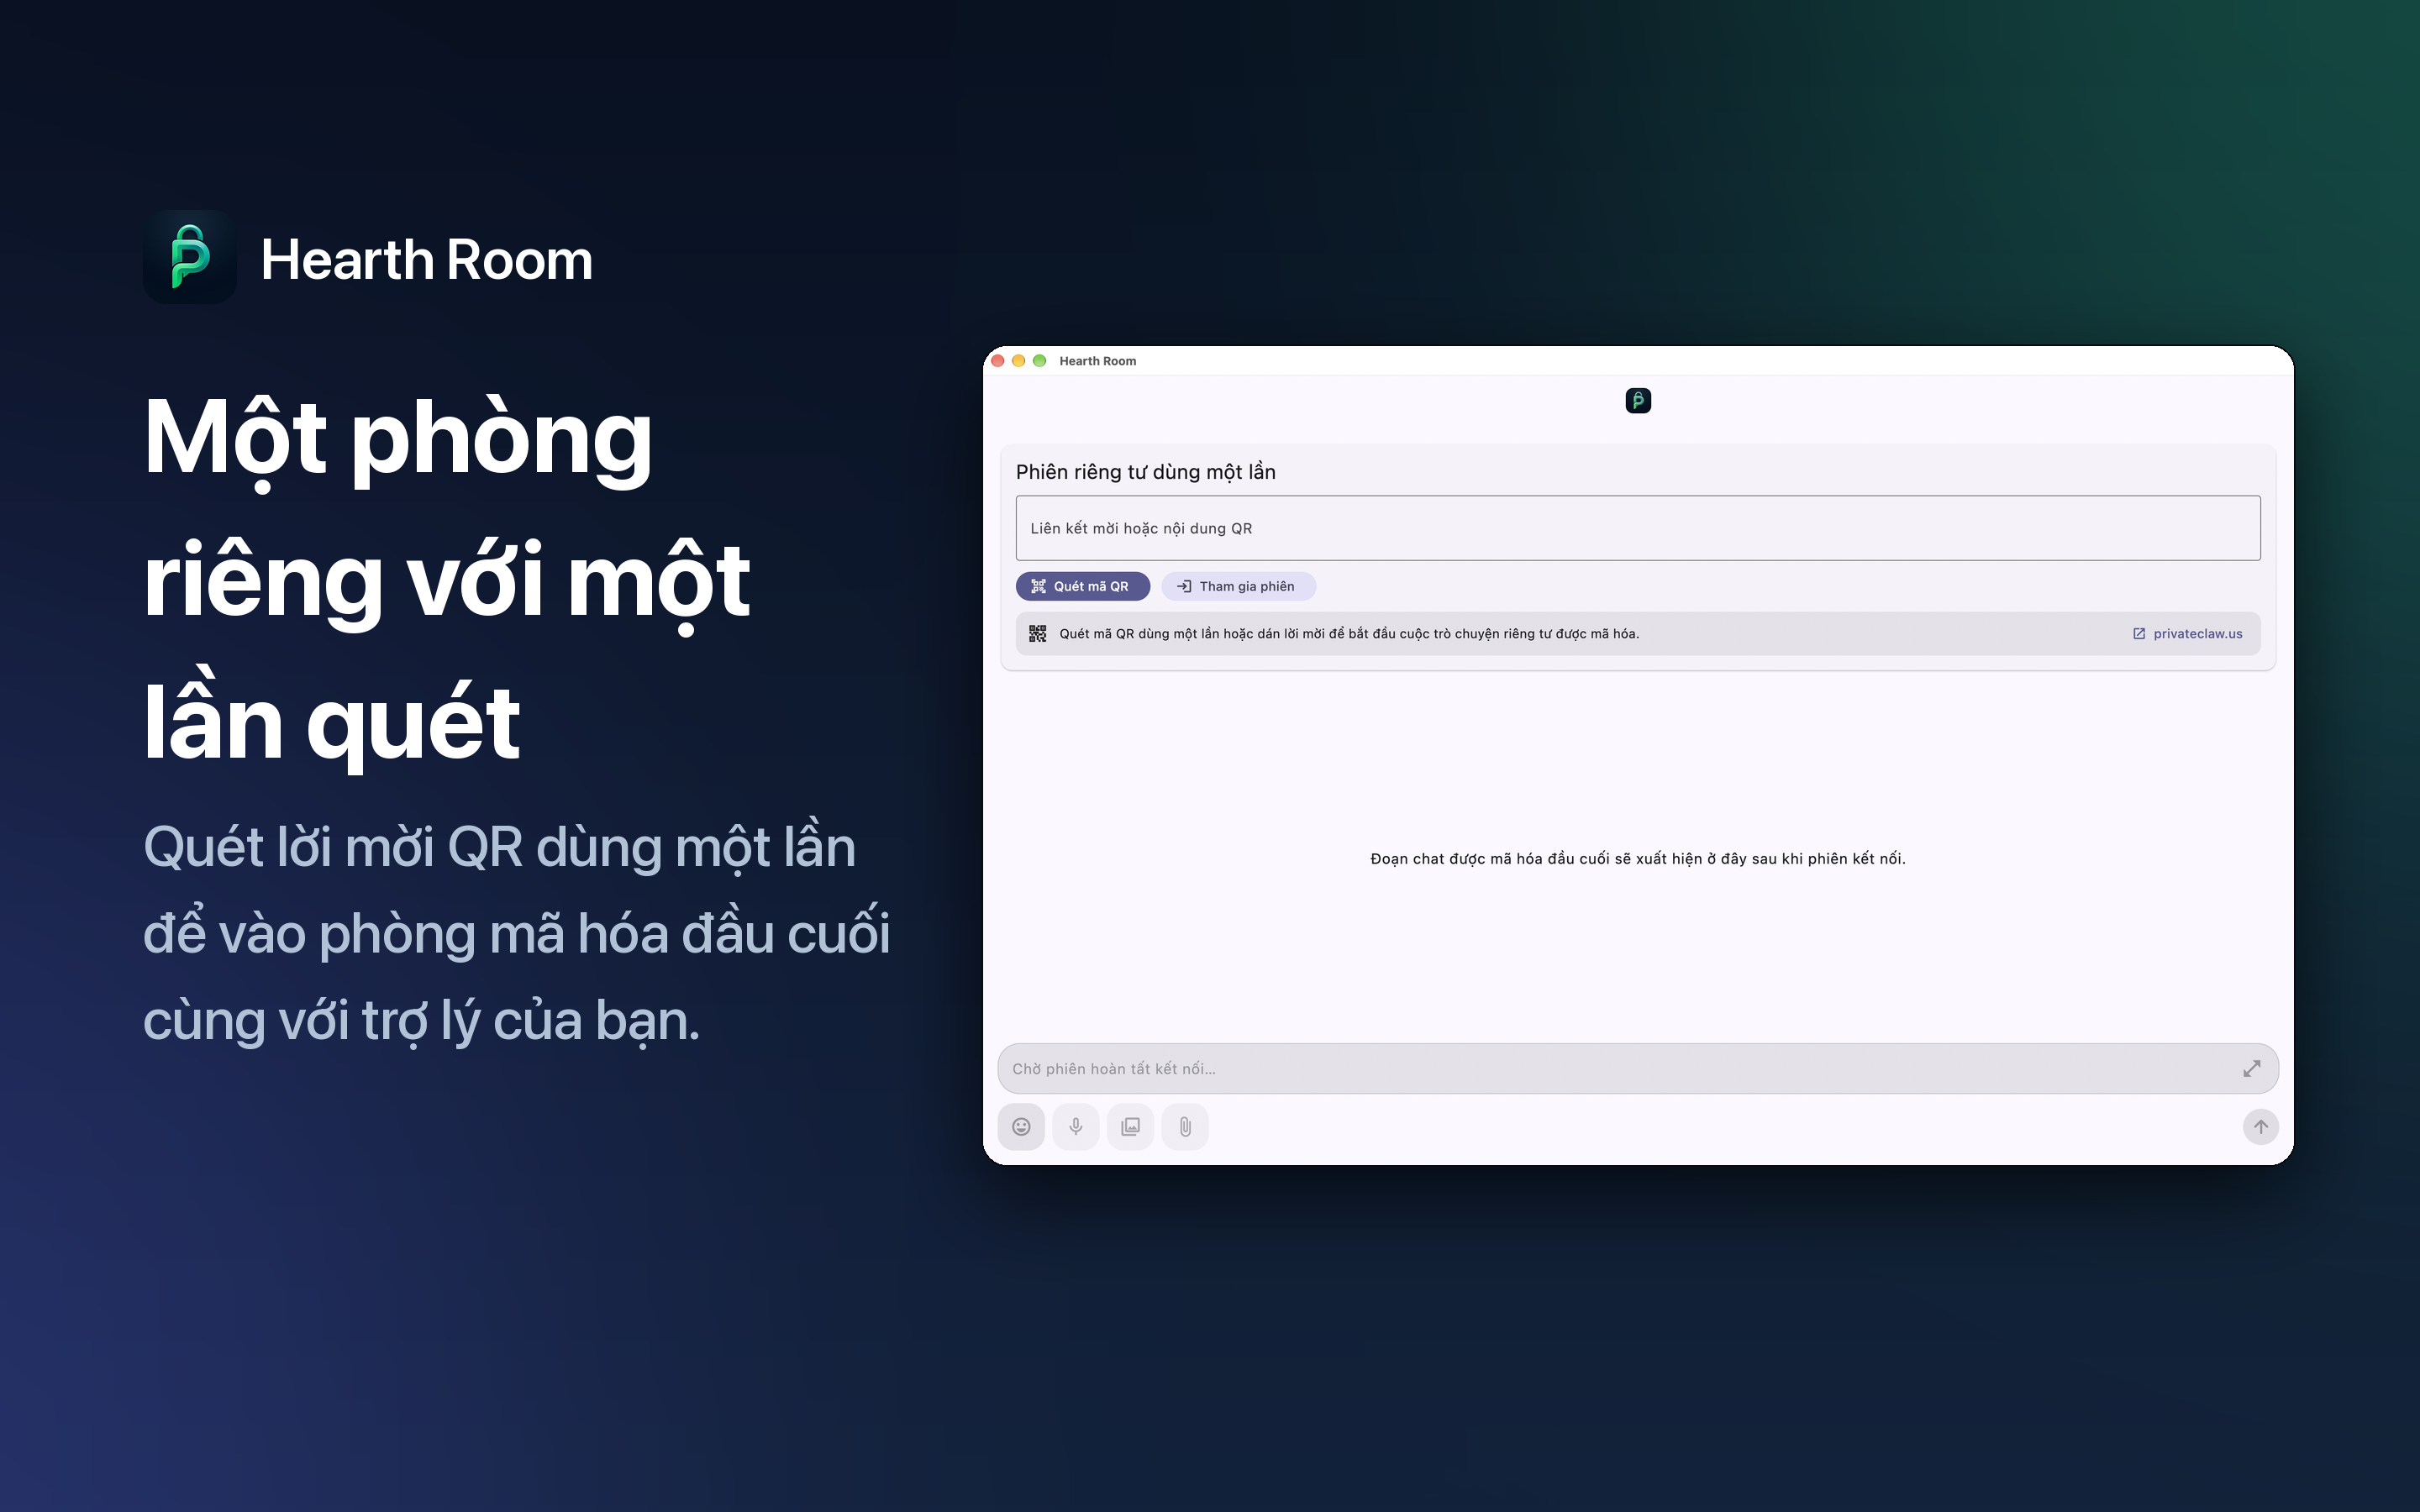 Hearth Room
Một phòng
riêng với một
lần quét
Quét lời mời QR dùng một lần
để vào phòng mã hóa đầu cuối
cùng với trợ lý của bạn.
Hearth Room
Phiên riêng tư dùng một lần
Liên kết mời hoặc nội dung QR
Quét mã QR
Tham gia phiên
Quét mã QR dùng một lần hoặc dán lời mời để bắt đầu cuộc trò chuyện riêng tư được mã hóa.
privateclaw.us
Đoạn chat được mã hóa đầu cuối sẽ xuất hiện ở đây sau khi phiên kết nối.
Chờ phiên hoàn tất kết nối...